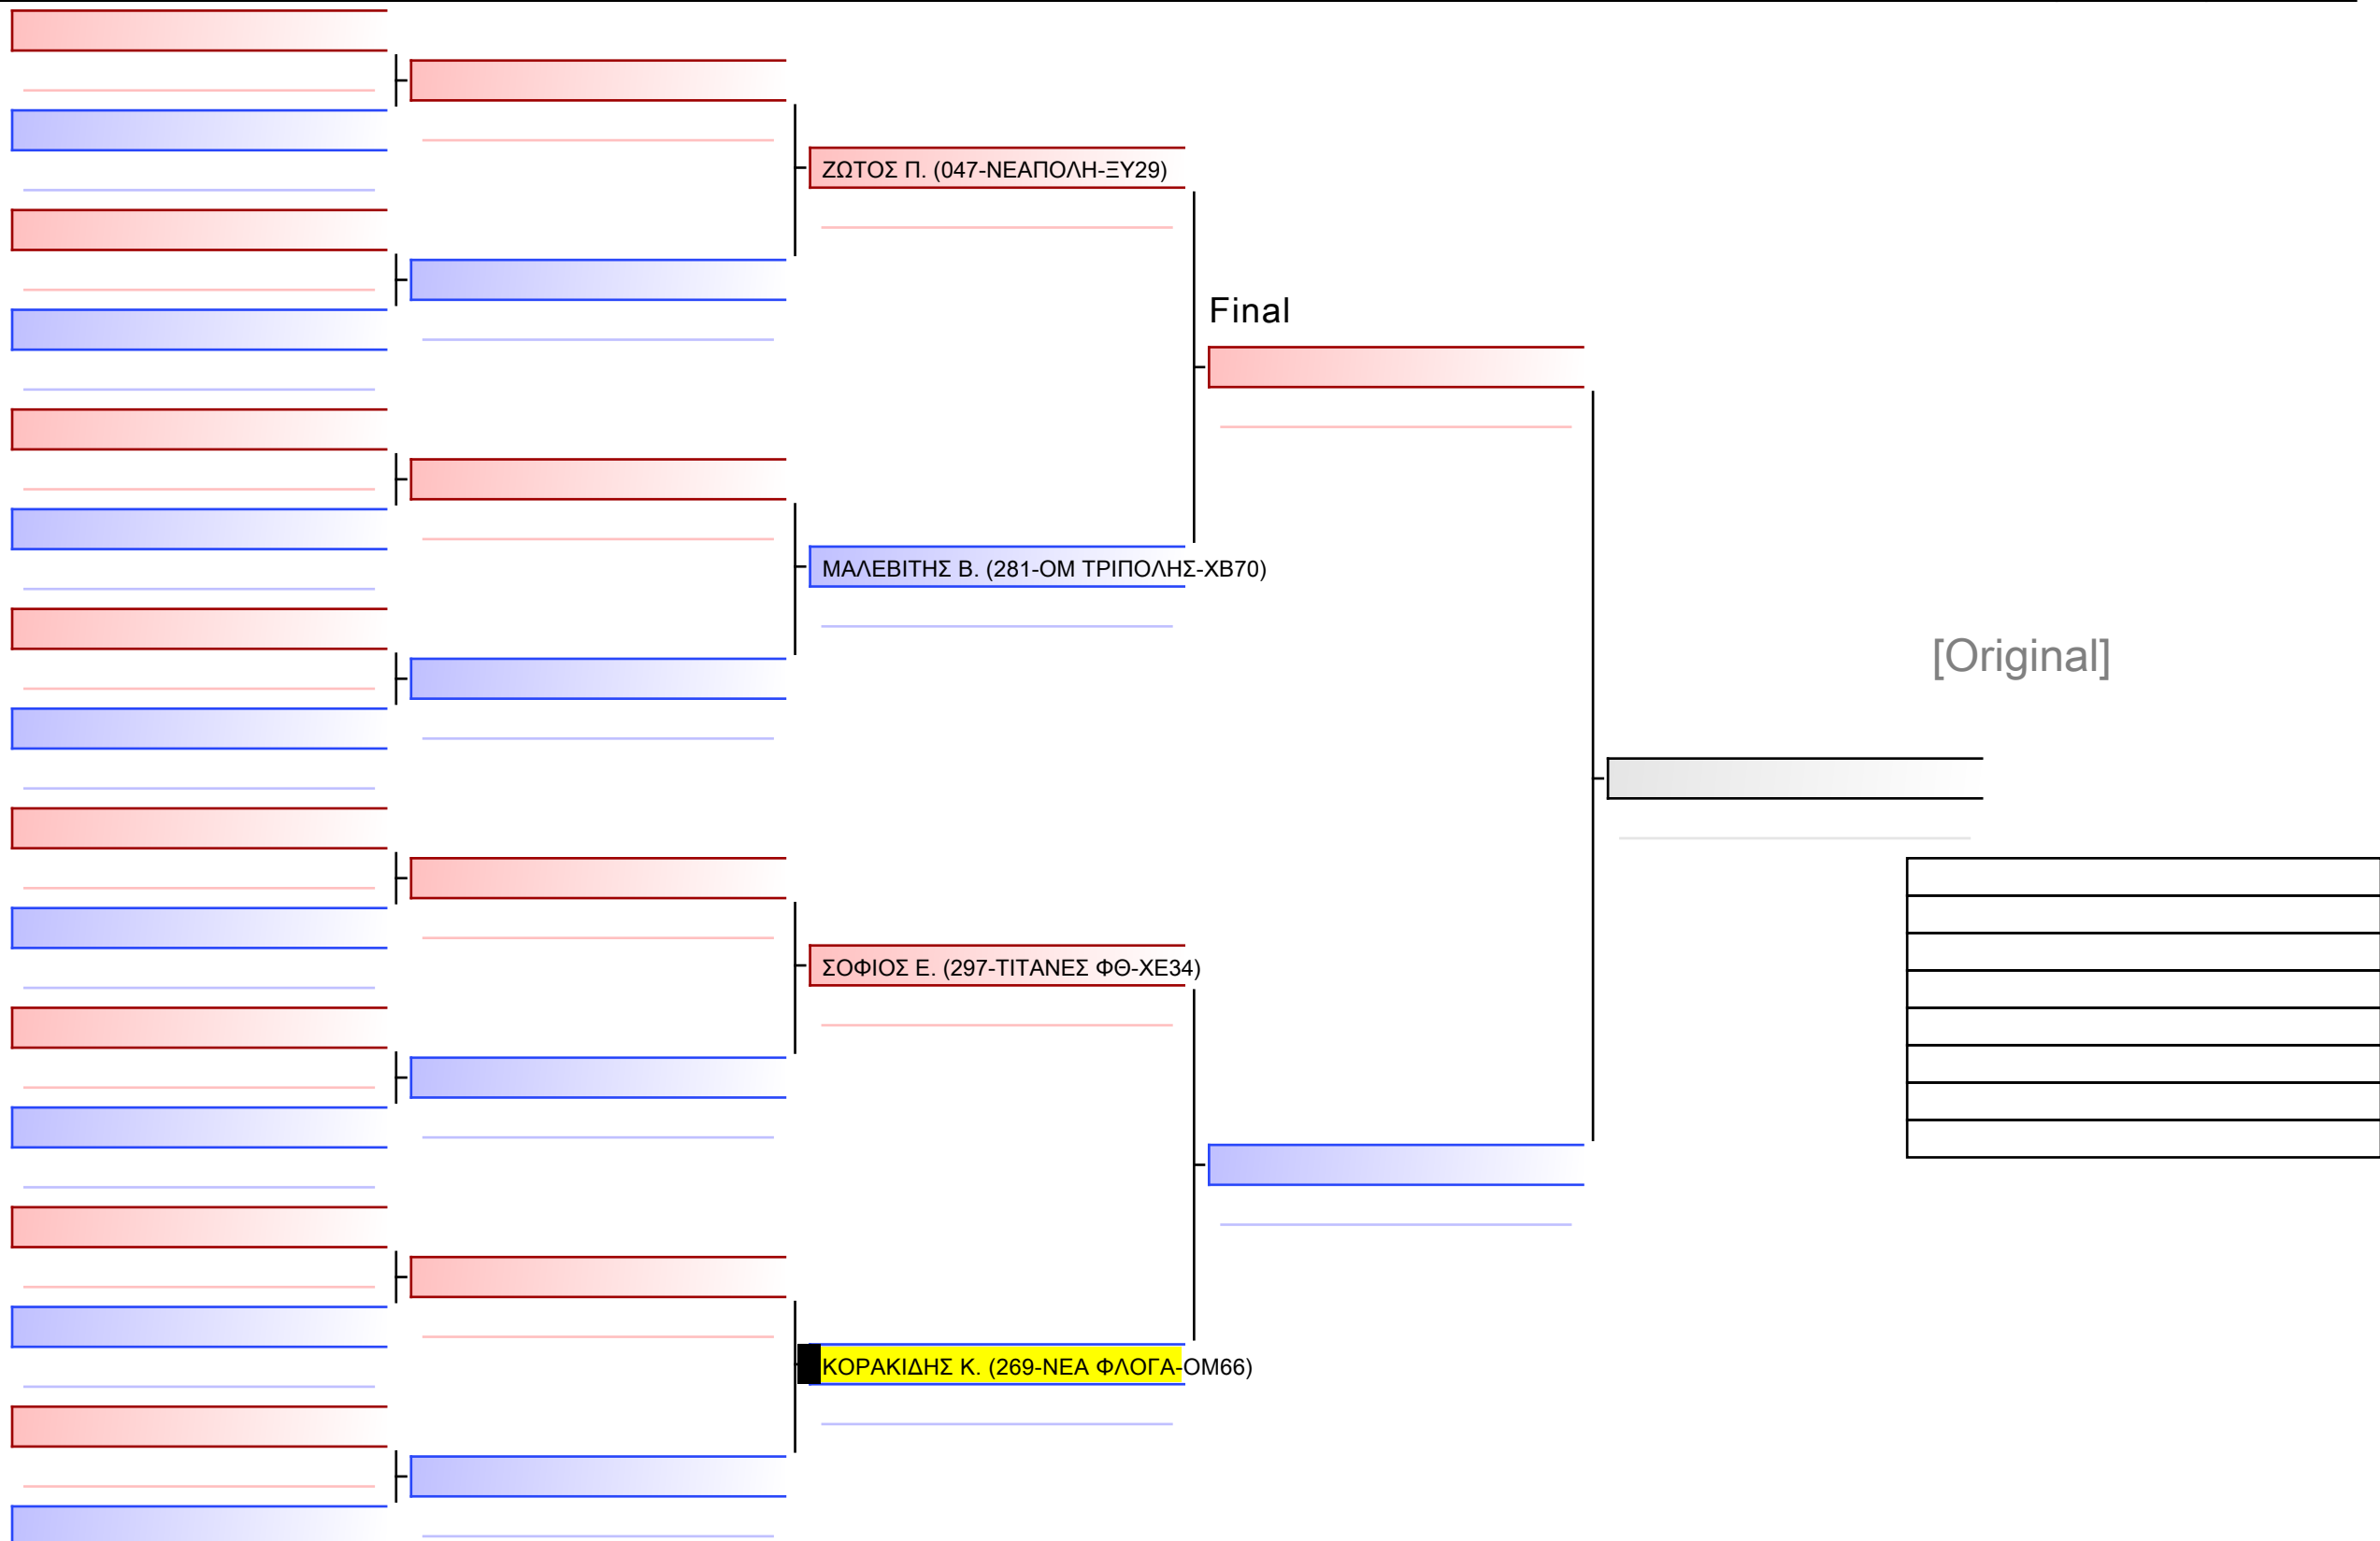 ΖΩΤΟΣ Π. (047-ΝΕΑΠΟΛΗ-ΞΥ29)
Final
ΜΑΛΕΒΙΤΗΣ Β. (281-ΟΜ ΤΡΙΠΟΛΗΣ-ΧΒ70)
[Original]
ΣΟΦΙΟΣ Ε. (297-ΤΙΤΑΝΕΣ ΦΘ-ΧΕ34)
ΚΟΡΑΚΙΔΗΣ Κ. (269-ΝΕΑ ΦΛΟΓΑ-ΟΜ66)